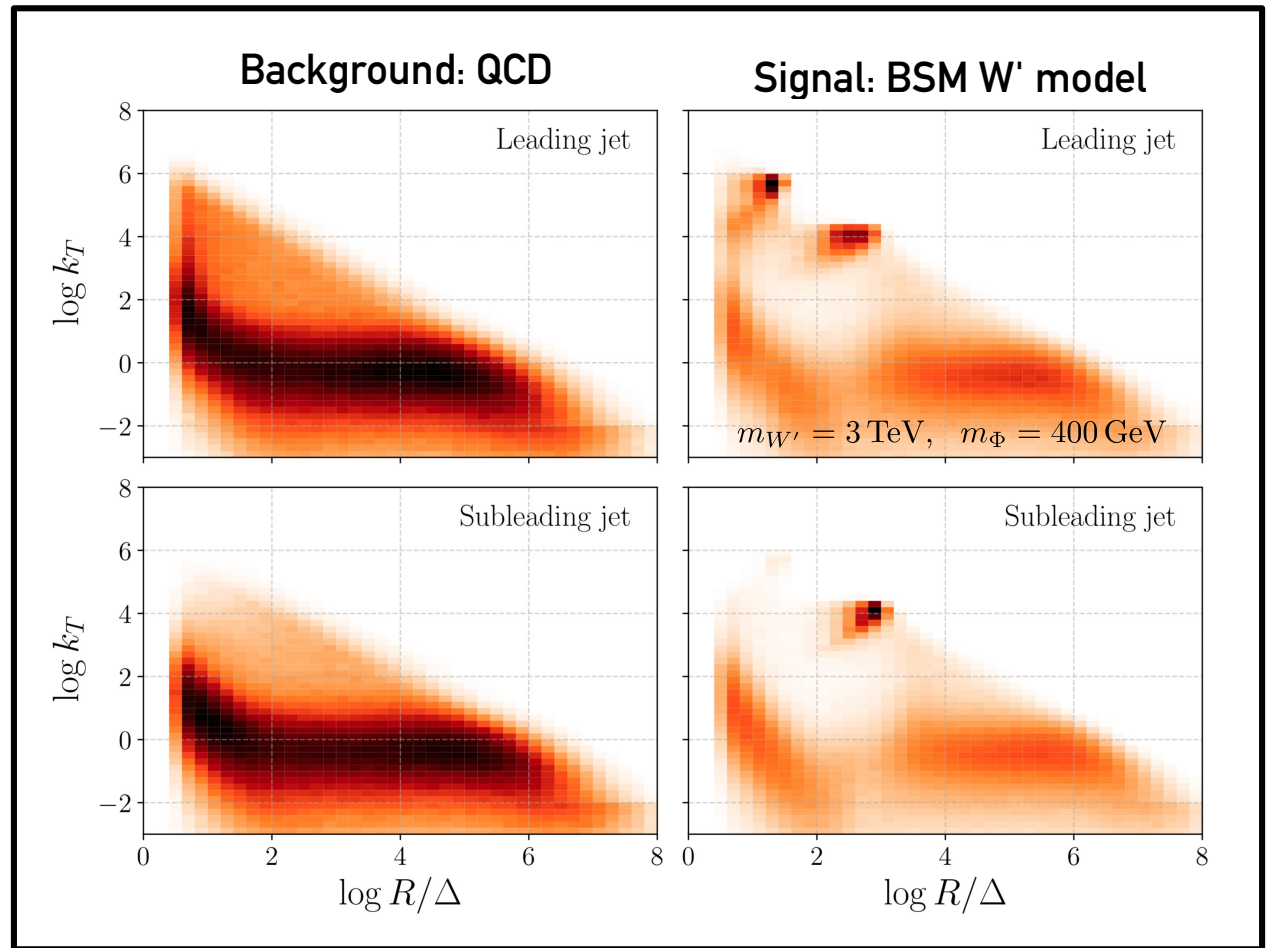 Background: QCD
Signal: BSM W' model
8
6
4
2
0
−2
log k_T
Leading jet
Leading jet
m_{W'} = 3 TeV, m_Φ = 400 GeV
8
6
4
2
0
−2
log k_T
Subleading jet
Subleading jet
0 2 4 6 8
0 2 4 6 8
log R/Δ
log R/Δ